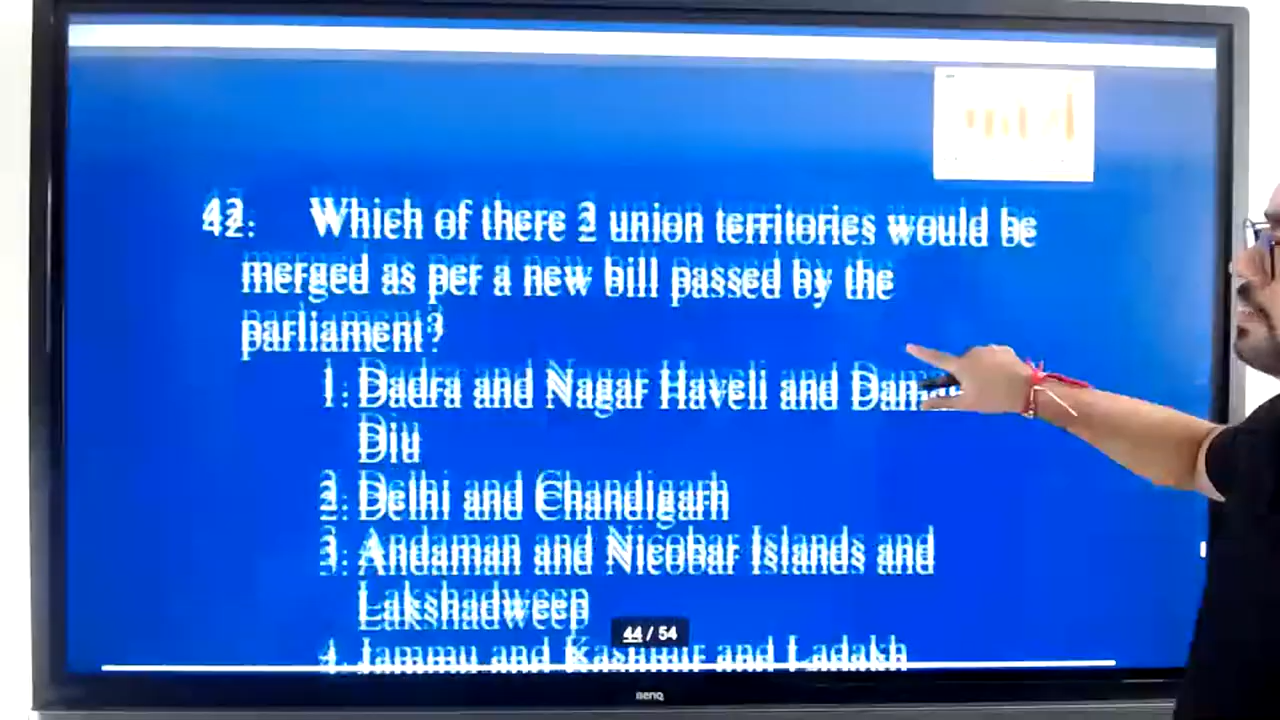 42. Which of there 2 union territories would be
merged as per a new bill passed by the
parliament?
1. Dadra and Nagar Haveli and Daman
Diu
2. Delhi and Chandigarh
3. Andaman and Nicobar Islands and
Lakshadweep
44 / 54
4. Jammu and Kashmir and Ladakh
BenQ